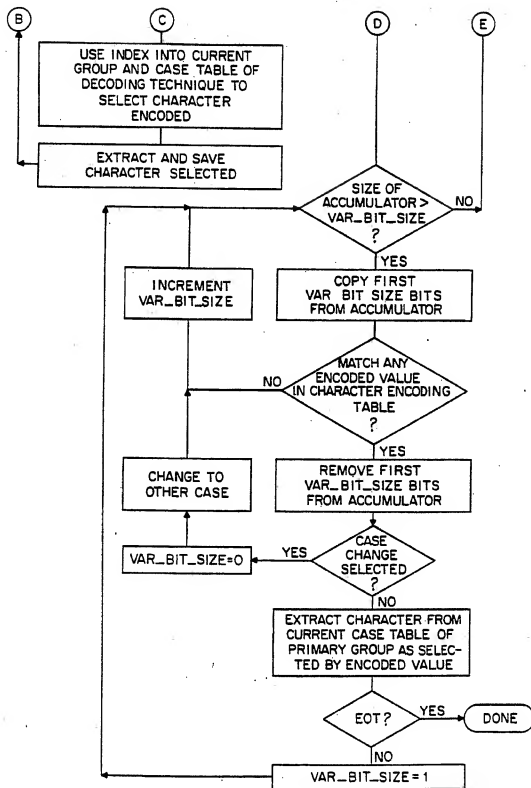 B
C
D
E
USE INDEX INTO CURRENT
GROUP AND CASE TABLE OF
DECODING TECHNIQUE TO
SELECT CHARACTER
ENCODED
EXTRACT AND SAVE
CHARACTER SELECTED
SIZE OF
ACCUMULATOR >
VAR_BIT_SIZE
?
NO
YES
INCREMENT
VAR_BIT_SIZE
COPY FIRST
VAR BIT SIZE BITS
FROM ACCUMULATOR
MATCH ANY
ENCODED VALUE
IN CHARACTER ENCODING
TABLE
?
NO
YES
CHANGE TO
OTHER CASE
REMOVE FIRST
VAR_BIT_SIZE BITS
FROM ACCUMULATOR
VAR_BIT_SIZE=0
YES
CASE
CHANGE
SELECTED
?
NO
EXTRACT CHARACTER FROM
CURRENT CASE TABLE OF
PRIMARY GROUP AS SELEC-
TED BY ENCODED VALUE
EOT?
YES
DONE
NO
VAR_BIT_SIZE = 1